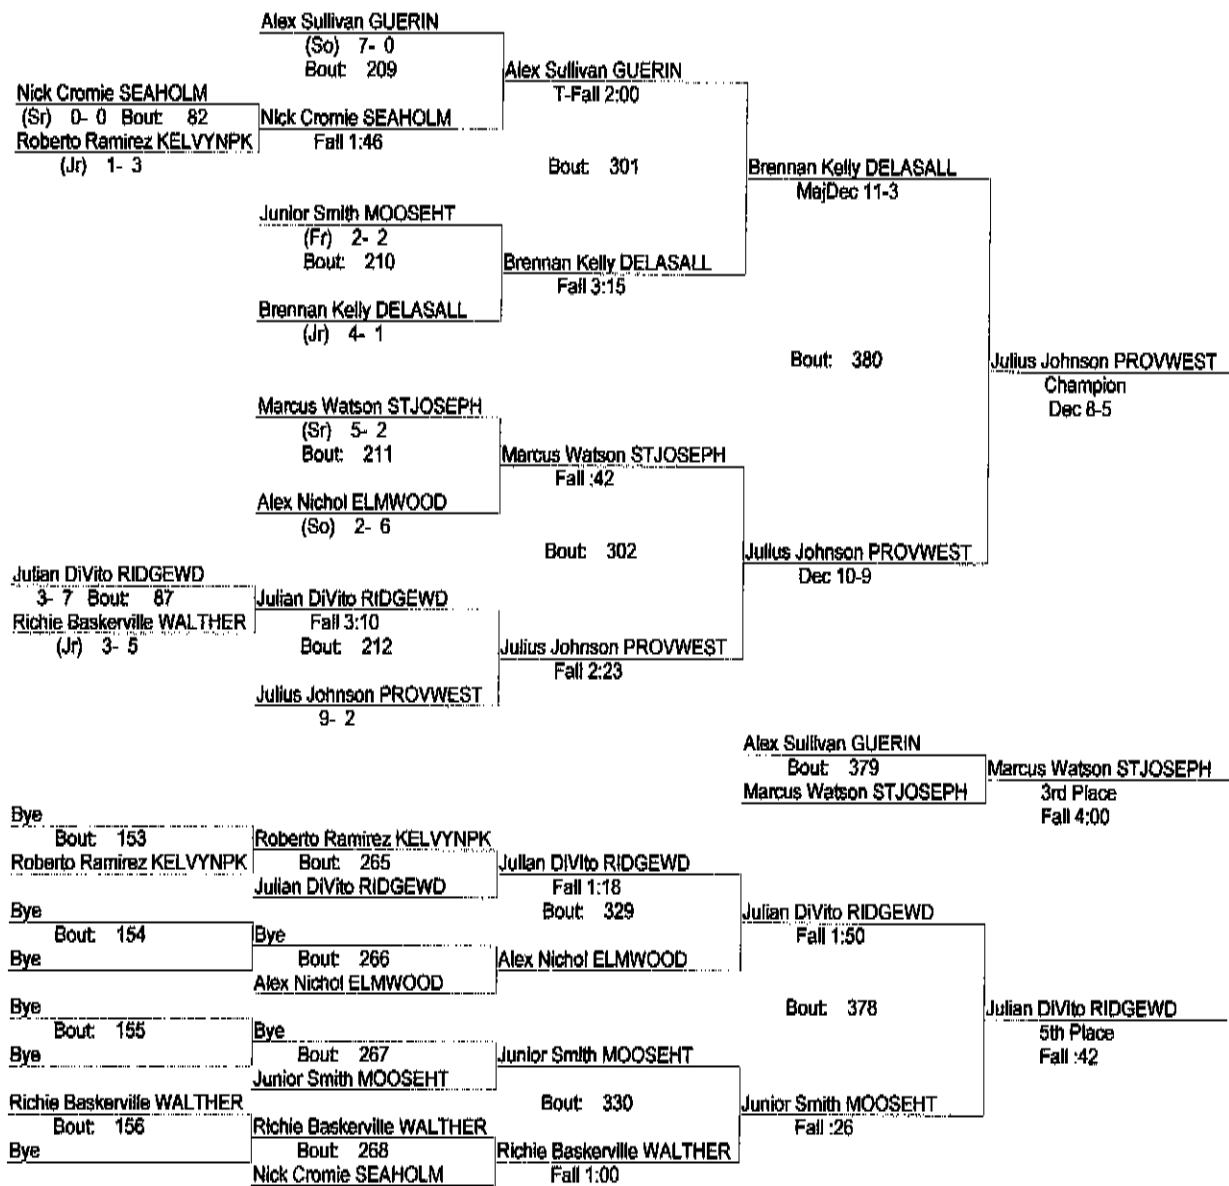 Alex Sullivan GUERIN
(So) 7- 0
Bout: 209
Alex Sullivan GUERIN
T-Fall 2:00
Nick Cromie SEAHOLM
(Sr) 0- 0 Bout: 82
Nick Cromie SEAHOLM
Roberto Ramirez KELVYNPK
Fall 1:46
(Jr) 1- 3
Bout: 301
Brennan Kelly DELASALL
MajDec 11-3
Junior Smith MOOSEHT
(Fr) 2- 2
Bout: 210
Brennan Kelly DELASALL
Fall 3:15
Brennan Kelly DELASALL
(Jr) 4- 1
Bout: 380
Julius Johnson PROVWEST
Champion
Dec 8-5
Marcus Watson STJOSEPH
(Sr) 5- 2
Bout: 211
Marcus Watson STJOSEPH
Fall :42
Alex Nichol ELMWOOD
(So) 2- 6
Bout: 302
Julius Johnson PROVWEST
Dec 10-9
Julian DiVito RIDGEWD
3- 7 Bout: 87
Julian DiVito RIDGEWD
Richie Baskerville WALTHER
Fall 3:10
(Jr) 3- 5
Bout: 212
Julius Johnson PROVWEST
Fall 2:23
Julius Johnson PROVWEST
9- 2
Alex Sullivan GUERIN
Bout: 379
Marcus Watson STJOSEPH
Marcus Watson STJOSEPH
3rd Place
Fall 4:00
Bye
Bout: 153
Roberto Ramirez KELVYNPK
Roberto Ramirez KELVYNPK
Bout: 265
Julian DiVito RIDGEWD
Julian DiVito RIDGEWD
Fall 1:18
Bout: 329
Julian DiVito RIDGEWD
Fall 1:50
Bye
Bout: 154
Bye
Bye
Bout: 266
Alex Nichol ELMWOOD
Alex Nichol ELMWOOD
Bout: 378
Julian DiVito RIDGEWD
5th Place
Fall :42
Bye
Bout: 155
Bye
Bye
Bout: 267
Junior Smith MOOSEHT
Junior Smith MOOSEHT
Bout: 330
Junior Smith MOOSEHT
Fall :26
Richie Baskerville WALTHER
Bout: 156
Bye
Richie Baskerville WALTHER
Bout: 268
Nick Cromie SEAHOLM
Richie Baskerville WALTHER
Fall 1:00